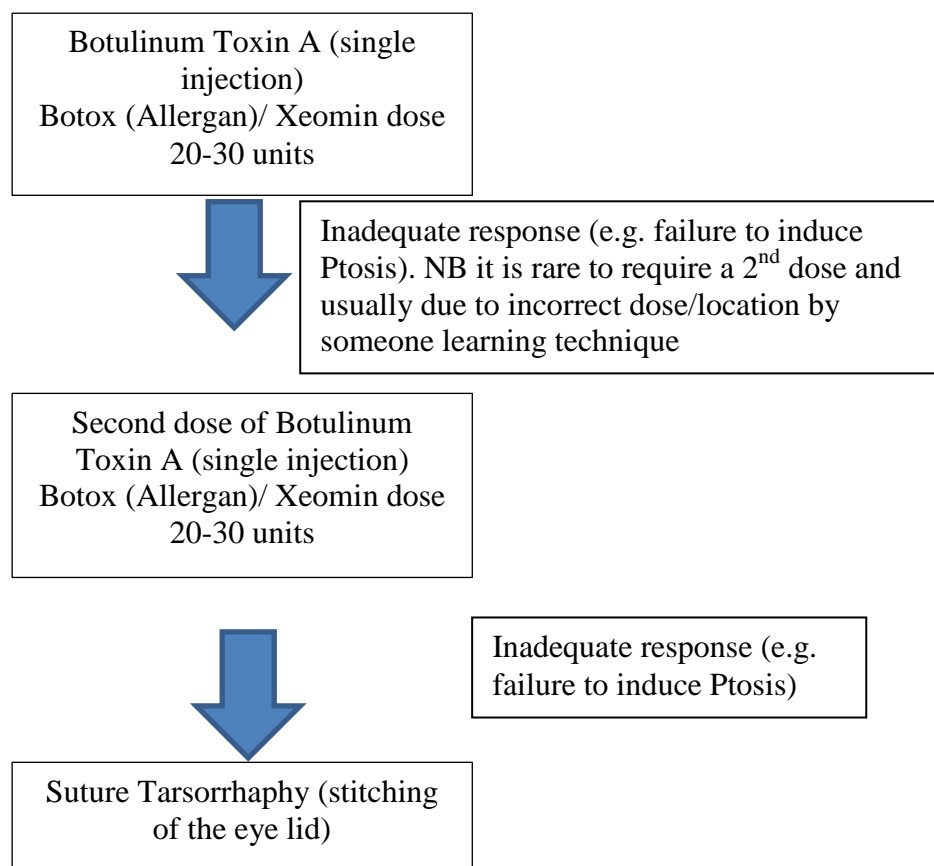 Botulinum Toxin A (single
injection)
Botox (Allergan)/ Xeomin dose
20-30 units
Inadequate response (e.g. failure to induce
Ptosis). NB it is rare to require a 2nd dose and
usually due to incorrect dose/location by
someone learning technique
Second dose of Botulinum
Toxin A (single injection)
Botox (Allergan)/ Xeomin dose
20-30 units
Inadequate response (e.g.
failure to induce Ptosis)
Suture Tarsorrhaphy (stitching
of the eye lid)